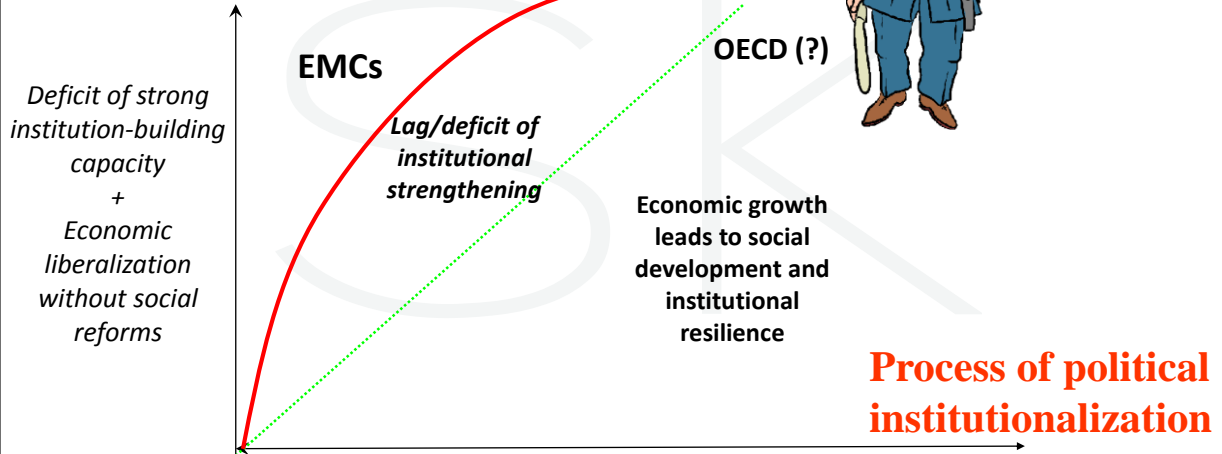 EMCs
OECD (?)
Deficit of strong
institution-building
capacity
+
Economic
liberalization
without social
reforms
Lag/deficit of
institutional
strengthening
Economic growth
leads to social
development and
institutional
resilience
Process of political
institutionalization
SK